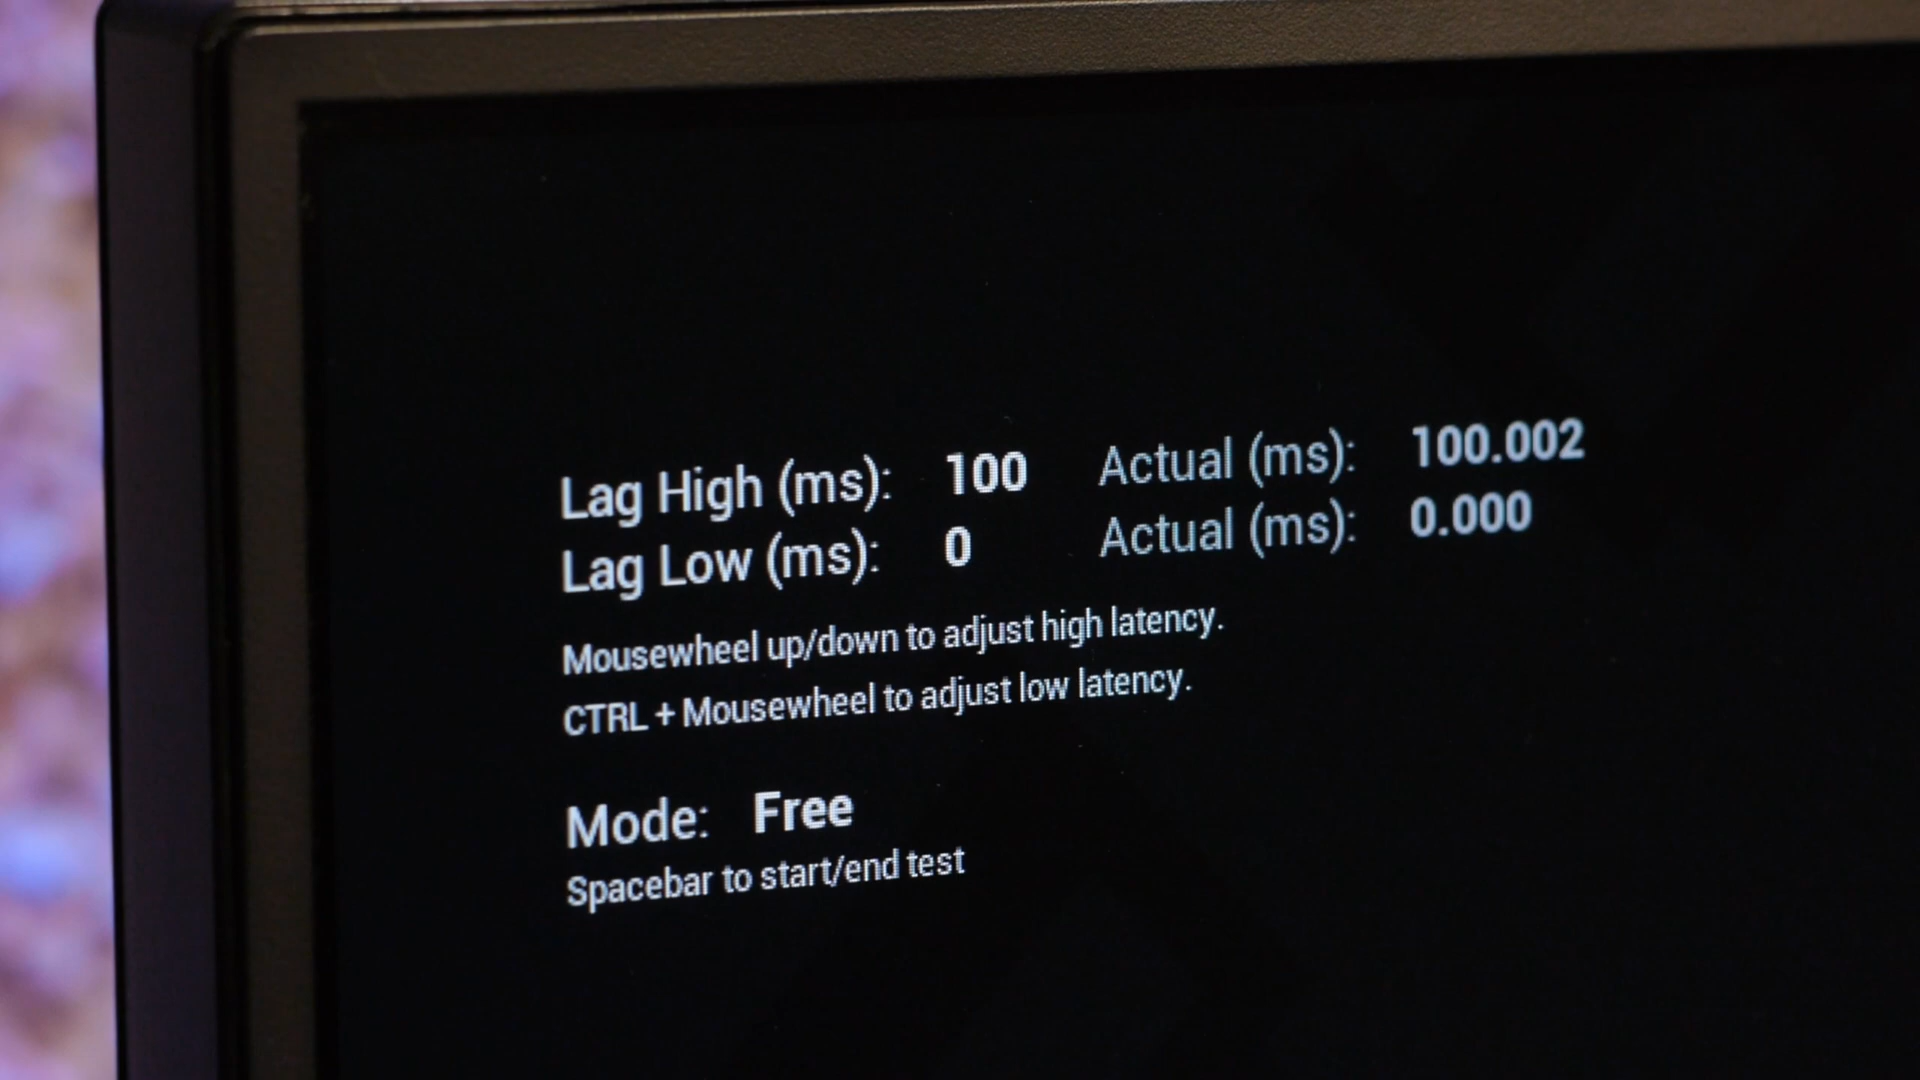 Lag High (ms): 100 Actual (ms): 100.002
Lag Low (ms): 0 Actual (ms): 0.000
Mousewheel up/down to adjust high latency.
CTRL + Mousewheel to adjust low latency.
Mode: Free
Spacebar to start/end test